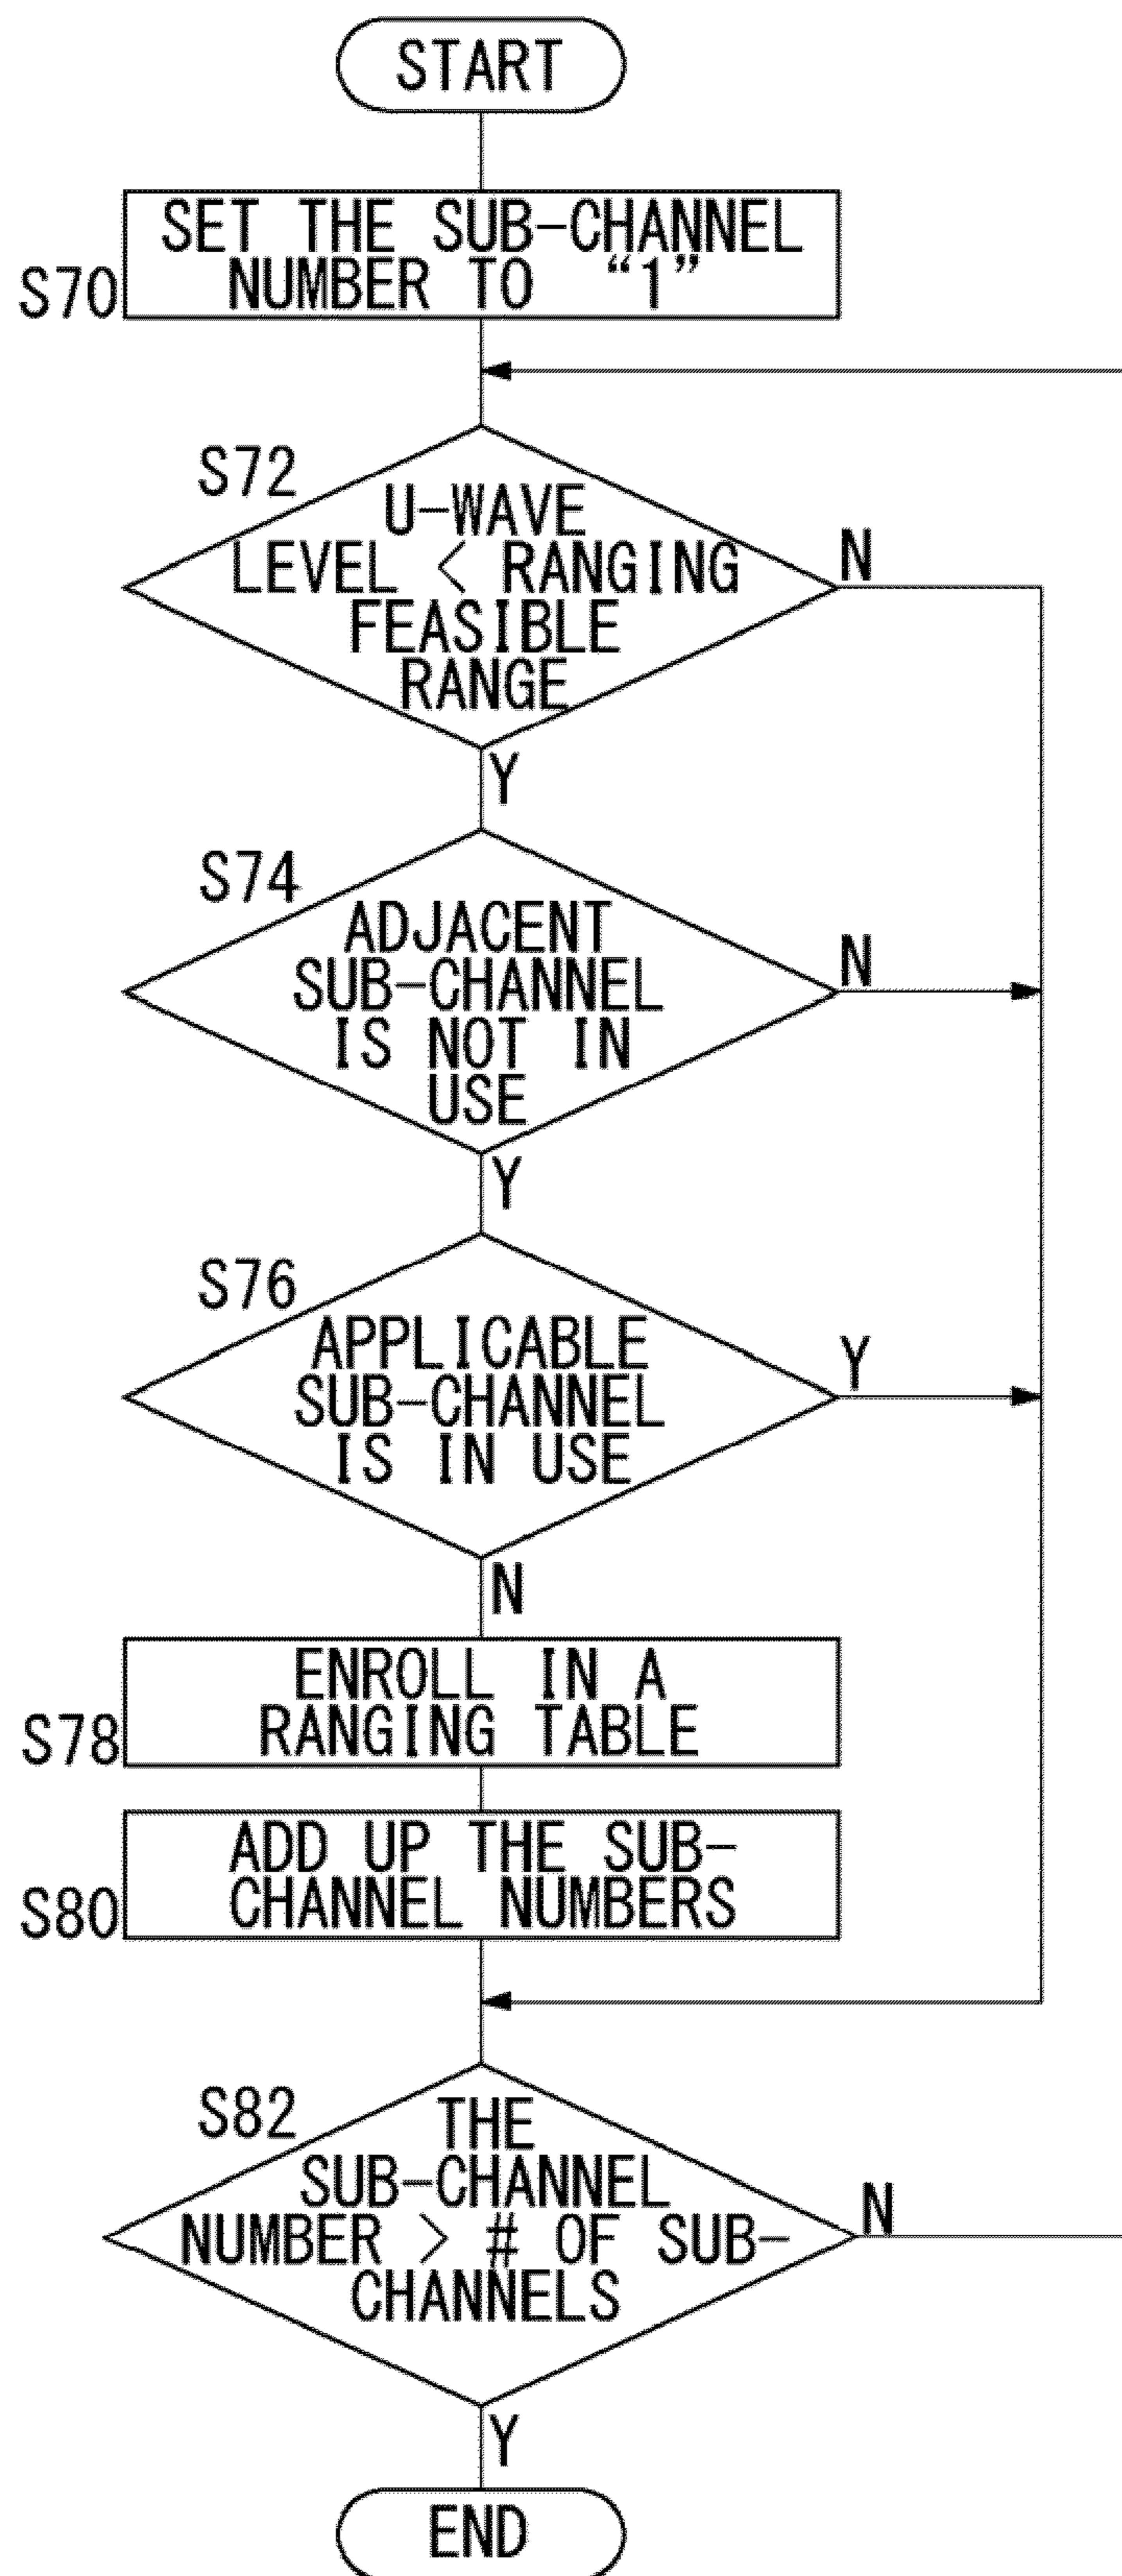 START
SET THE SUB-CHANNEL
NUMBER TO “1”
S70
S72
U-WAVE
LEVEL < RANGING
FEASIBLE
RANGE
N
Y
S74
ADJACENT
SUB-CHANNEL
IS NOT IN
USE
N
Y
S76
APPLICABLE
SUB-CHANNEL
IS IN USE
Y
N
ENROLL IN A
RANGING TABLE
S78
ADD UP THE SUB-
CHANNEL NUMBERS
S80
S82
THE
SUB-CHANNEL
NUMBER > # OF SUB-
CHANNELS
N
Y
END